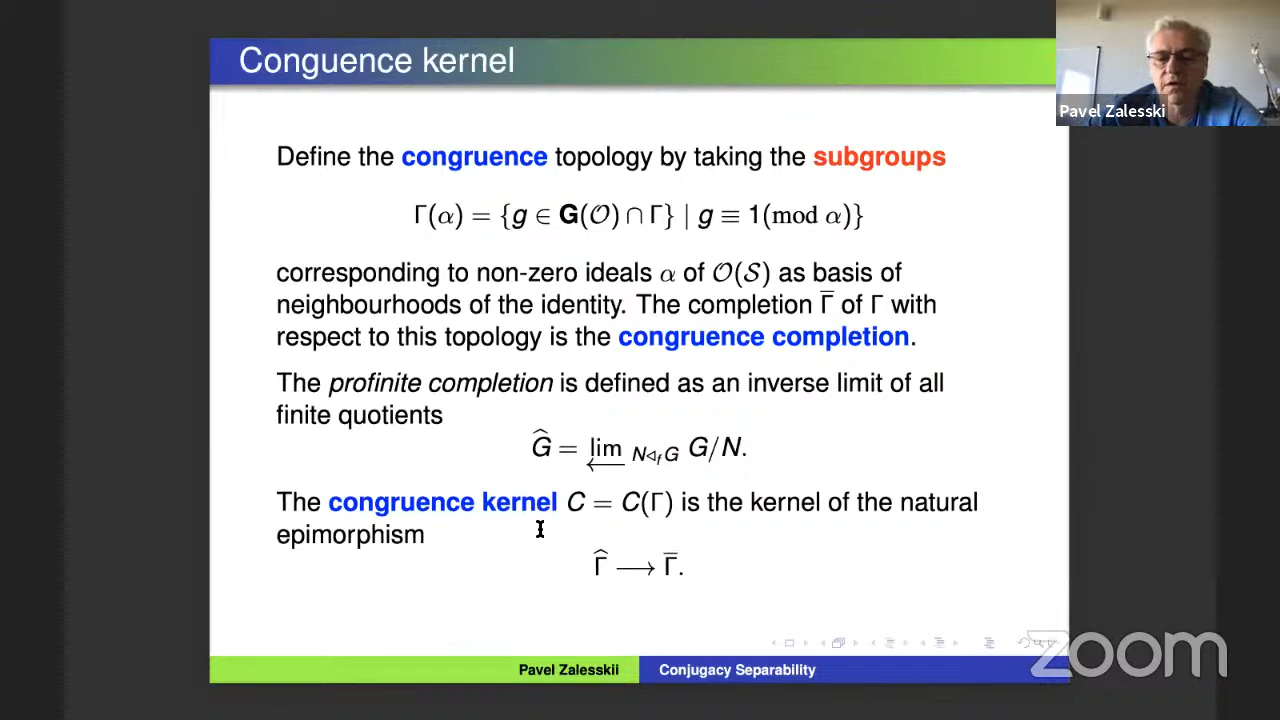 Conguence kernel
Pavel Zalesski
Define the congruence topology by taking the subgroups
Γ(α) = {g ∈ G(𝒪) ∩ Γ} | g ≡ 1(mod α)}
corresponding to non-zero ideals α of 𝒪(𝒮) as basis of
neighbourhoods of the identity. The completion Γ̅ of Γ with
respect to this topology is the congruence completion.
The profinite completion is defined as an inverse limit of all
finite quotients
Ĝ = lim← N◁fG G/N.
The congruence kernel C = C(Γ) is the kernel of the natural
epimorphism
Γ̂ ⟶ Γ̅.
zoom
Pavel Zalesskii
Conjugacy Separability